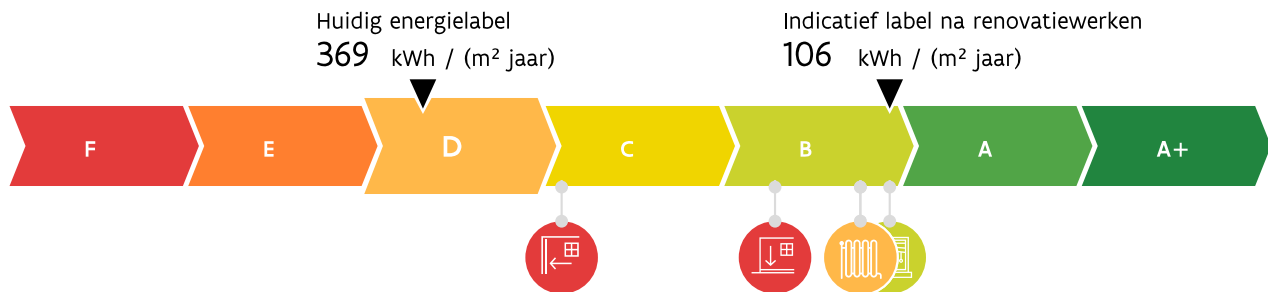 Huidig energielabel
369 kWh / (m² jaar)
Indicatief label na renovatiewerken
106 kWh / (m² jaar)
F E D C B A A+